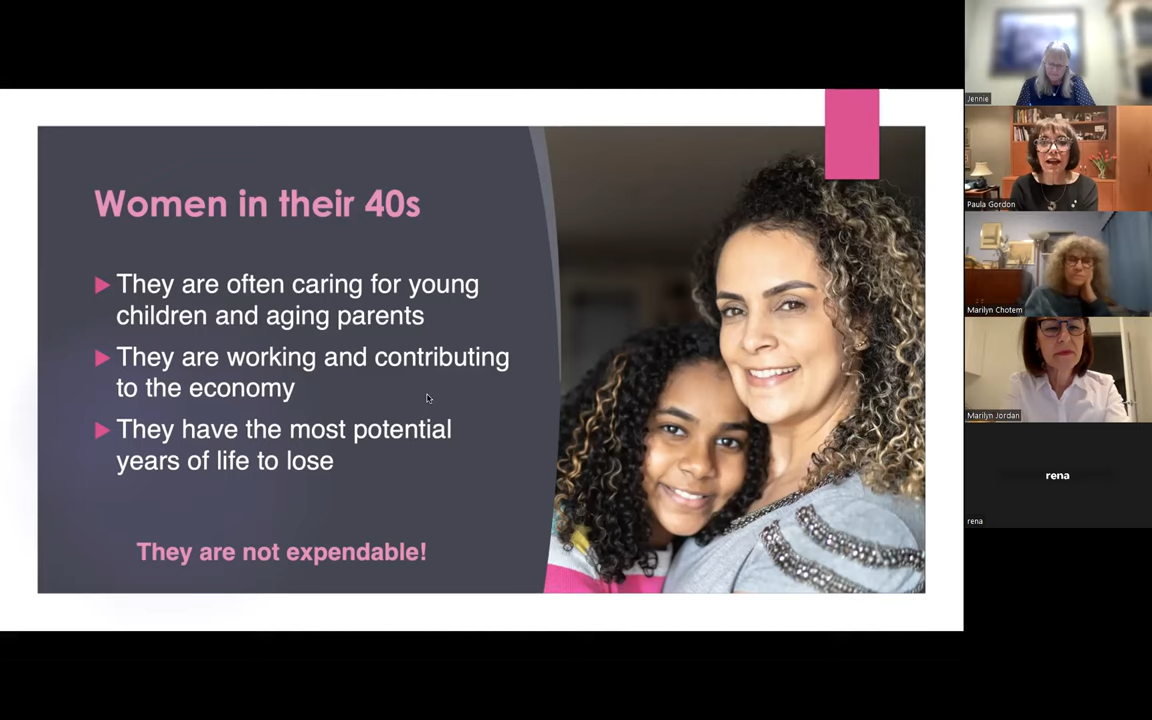 Women in their 40s
They are often caring for young
children and aging parents
They are working and contributing
to the economy
They have the most potential
years of life to lose
They are not expendable!
Jennie
Paula Gordon
Marilyn Chotem
Marilyn Jordan
rena
rena